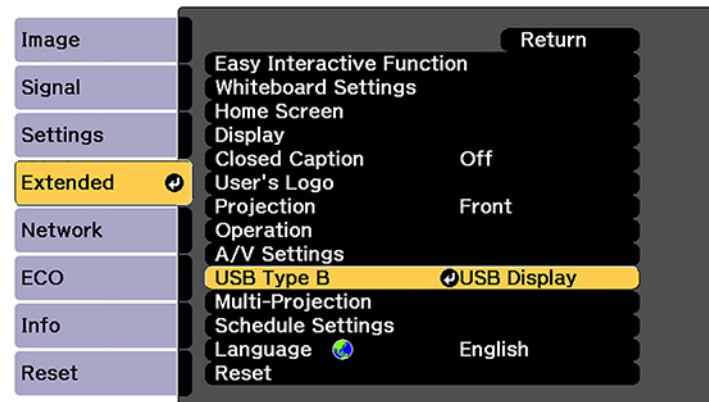 Image
Signal
Settings
Extended
Network
ECO
Info
Reset
Return
Easy Interactive Function
Whiteboard Settings
Home Screen
Display
Closed Caption Off
User's Logo
Projection Front
Operation
A/V Settings
USB Type B USB Display
Multi-Projection
Schedule Settings
Language English
Reset